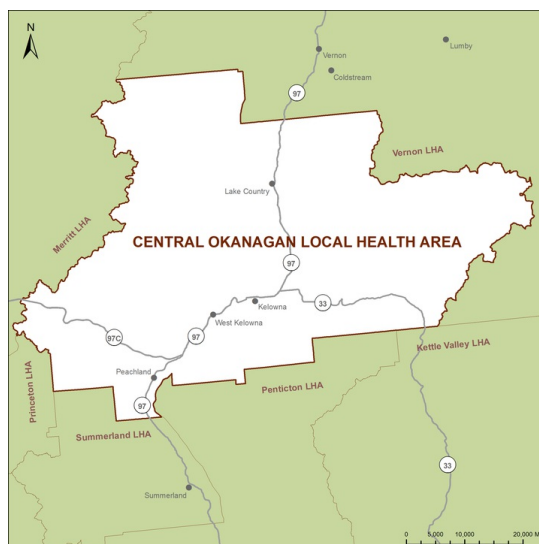 N
Lumby
Vernon
Coldstream
97
Vernon LHA
Lake Country
Merritt LHA
CENTRAL OKANAGAN LOCAL HEALTH AREA
97
Kelowna
33
West Kelowna
97C
97
Kettle Valley LHA
Peachland
Princeton LHA
Penticton LHA
97
Summerland LHA
33
Summerland
0
5,000
10,000
20,000 M